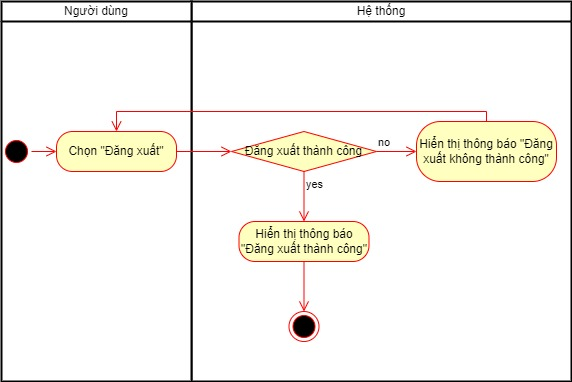 Người dùng
Hệ thống
Chọn "Đăng xuất"
Đăng xuất thành công
no
Hiển thị thông báo "Đăng
xuất không thành công"
yes
Hiển thị thông báo
"Đăng xuất thành công"